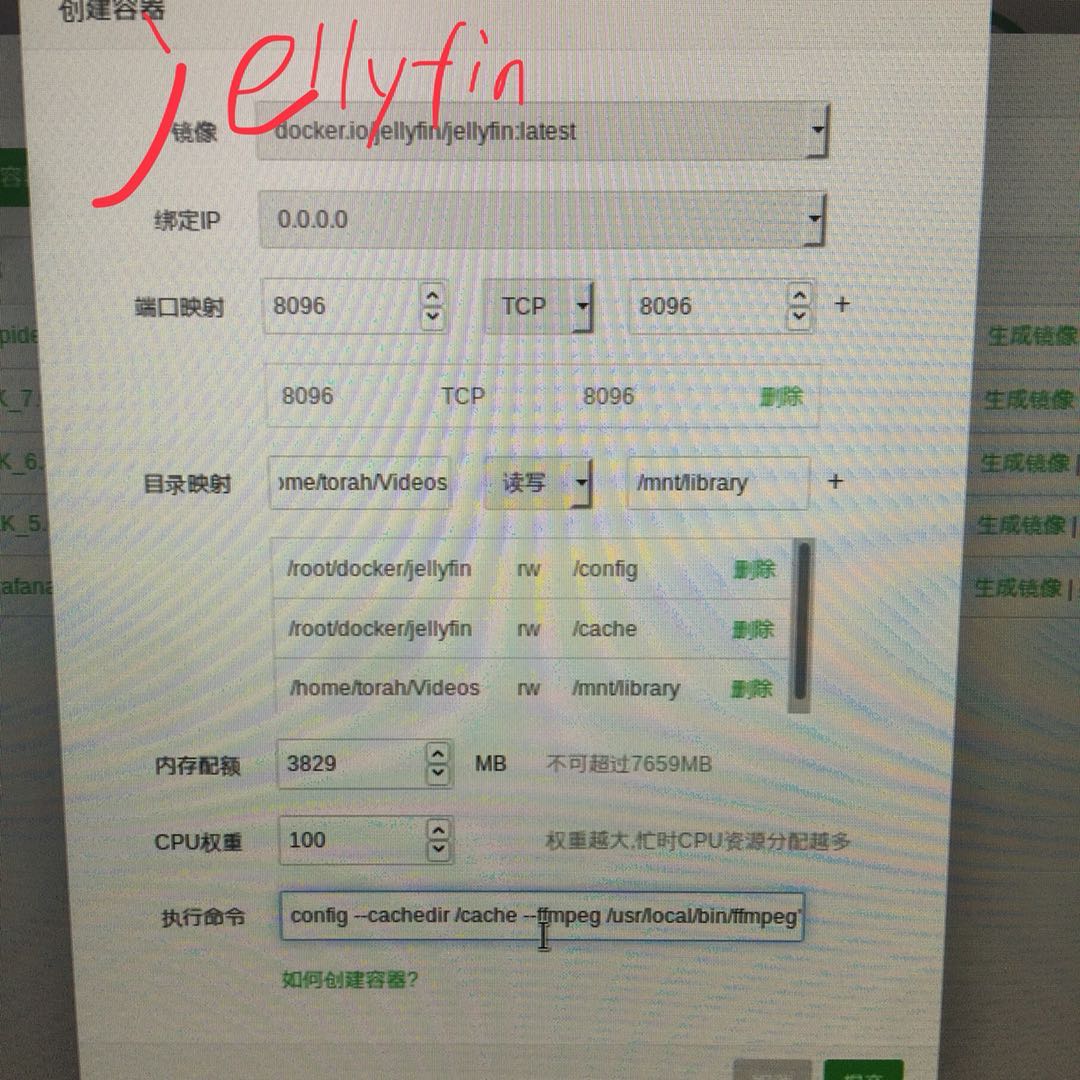 创建容器
jellyfin
镜像 docker.io/jellyfin/jellyfin:latest
绑定IP 0.0.0.0
端口映射 8096 TCP 8096 +
8096 TCP 8096 删除
目录映射 ome/torah/Videos 读写 /mnt/library +
/root/docker/jellyfin rw /config 删除
/root/docker/jellyfin rw /cache 删除
/home/torah/Videos rw /mnt/library 删除
内存配额 3829 MB 不可超过7659MB
CPU权重 100 权重越大,忙时CPU资源分配越多
执行命令 config --cachedir /cache --ffmpeg /usr/local/bin/ffmpeg
如何创建容器?
容
pide
K_7.
K_6.
K_5.
afana
生成镜像
生成镜像
生成镜像 |
生成镜像 |
生成镜像 |
提交